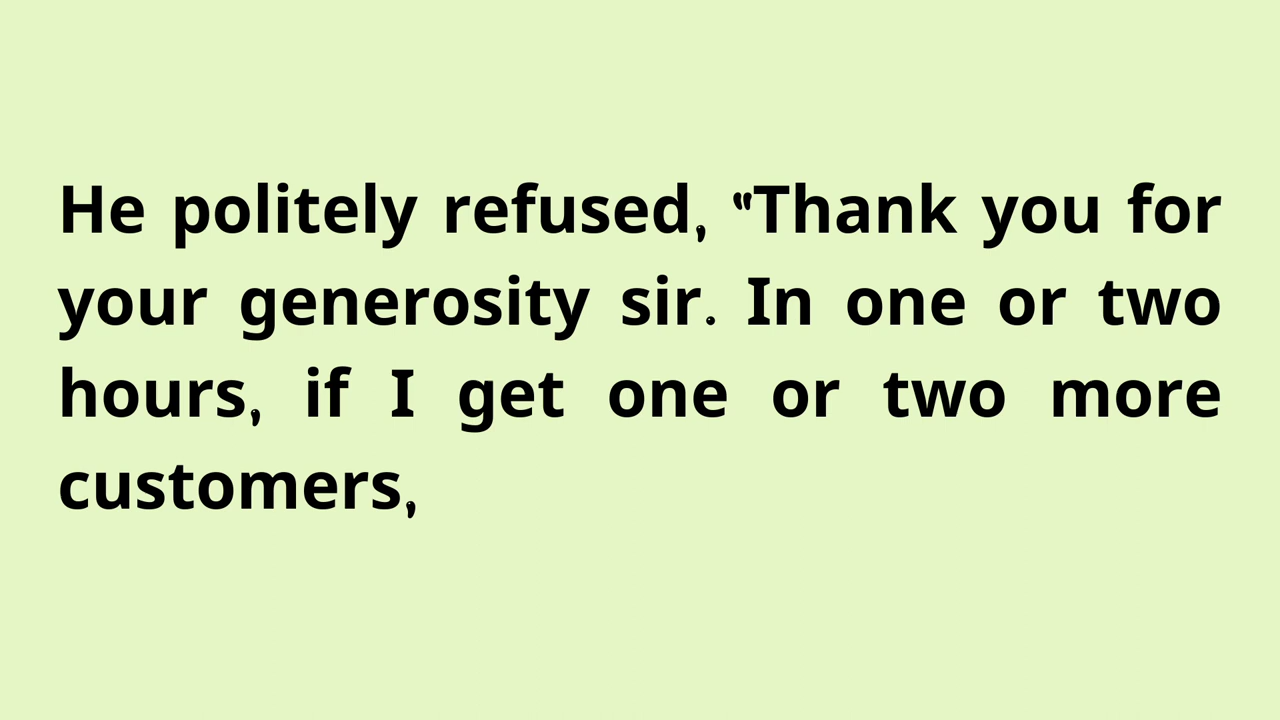 He politely refused, “Thank you for
your generosity sir. In one or two
hours, if I get one or two more
customers,